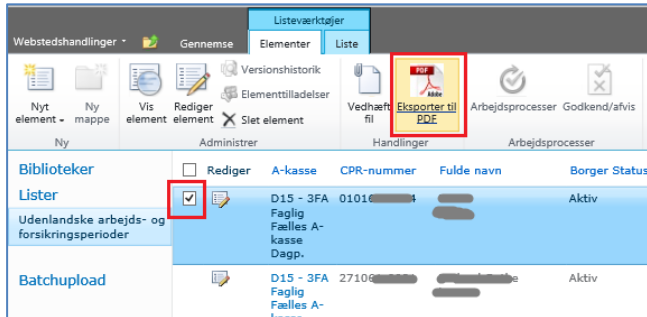 Listeværktøjer
Webstedshandlinger Gennemse Elementer Liste
Nyt element
Ny mappe
Vis element
Rediger element
Versionshistorik
Elementtilladelser
Slet element
Vedhæft fil
Adobe
Eksporter til PDF
Arbejdsprocesser
Godkend/afvis
Ny Administrer Handlinger Arbejdsprocesser
Biblioteker
Lister
Udenlandske arbejds- og
forsikringsperioder
Batchupload
Rediger A-kasse CPR-nummer Fulde navn Borger Status
D15 - 3FA Aktiv
Faglig
Fælles A-
kasse
Dagp.
D15 - 3FA Aktiv
Faglig
Fælles A-